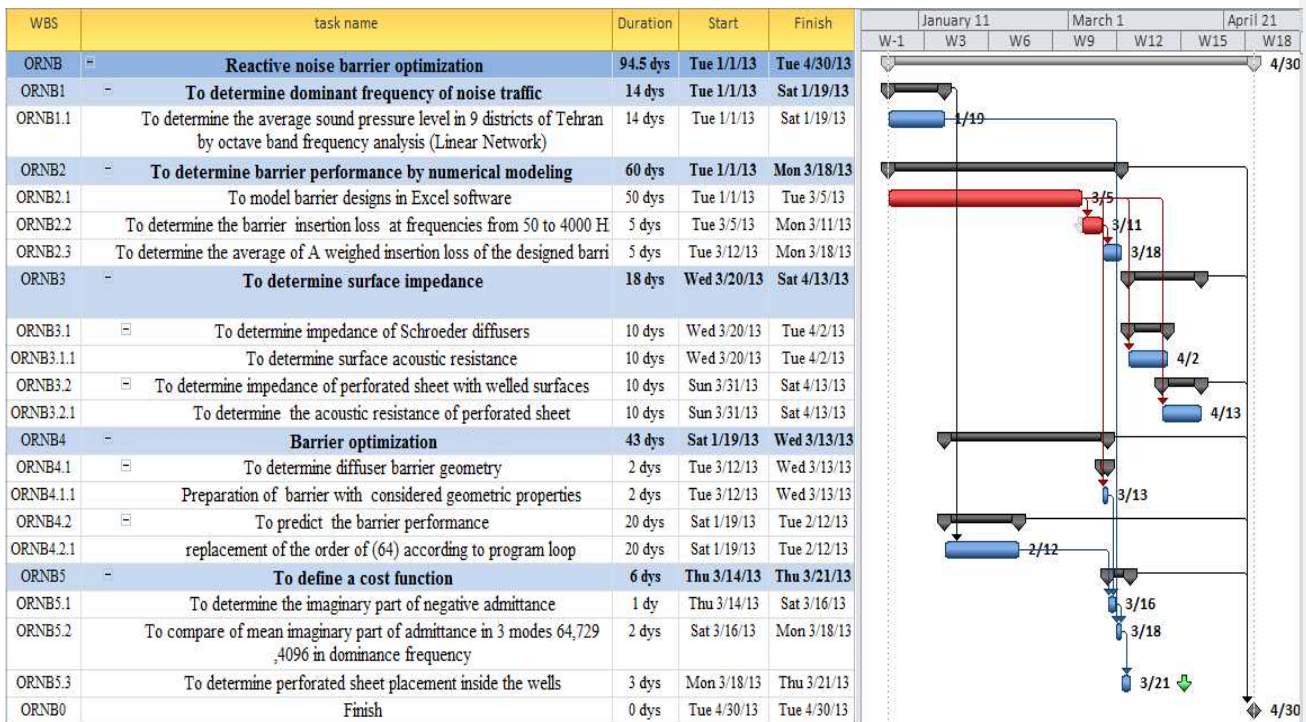 WBS task name Duration Start Finish January 11 March 1 April 21
W-1 W3 W6 W9 W12 W15 W18
ORNB Reactive noise barrier optimization 94.5 dys Tue 1/1/13 Tue 4/30/13 4/30
ORNB1 To determine dominant frequency of noise traffic 14 dys Tue 1/1/13 Sat 1/19/13
ORNB1.1 To determine the average sound pressure level in 9 districts of Tehran 14 dys Tue 1/1/13 Sat 1/19/13 1/19
by octave band frequency analysis (Linear Network)
ORNB2 To determine barrier performance by numerical modeling 60 dys Tue 1/1/13 Mon 3/18/13
ORNB2.1 To model barrier designs in Excel software 50 dys Tue 1/1/13 Tue 3/5/13 3/5
ORNB2.2 To determine the barrier insertion loss at frequencies from 50 to 4000 H 5 dys Tue 3/5/13 Mon 3/11/13 3/11
ORNB2.3 To determine the average of A weighed insertion loss of the designed barri 5 dys Tue 3/12/13 Mon 3/18/13 3/18
ORNB3 To determine surface impedance 18 dys Wed 3/20/13 Sat 4/13/13
ORNB3.1 To determine impedance of Schroeder diffusers 10 dys Wed 3/20/13 Tue 4/2/13
ORNB3.1.1 To determine surface acoustic resistance 10 dys Wed 3/20/13 Tue 4/2/13 4/2
ORNB3.2 To determine impedance of perforated sheet with welled surfaces 10 dys Sun 3/31/13 Sat 4/13/13
ORNB3.2.1 To determine the acoustic resistance of perforated sheet 10 dys Sun 3/31/13 Sat 4/13/13 4/13
ORNB4 Barrier optimization 43 dys Sat 1/19/13 Wed 3/13/13
ORNB4.1 To determine diffuser barrier geometry 2 dys Tue 3/12/13 Wed 3/13/13
ORNB4.1.1 Preparation of barrier with considered geometric properties 2 dys Tue 3/12/13 Wed 3/13/13 3/13
ORNB4.2 To predict the barrier performance 20 dys Sat 1/19/13 Tue 2/12/13
ORNB4.2.1 replacement of the order of (64) according to program loop 20 dys Sat 1/19/13 Tue 2/12/13 2/12
ORNB5 To define a cost function 6 dys Thu 3/14/13 Thu 3/21/13
ORNB5.1 To determine the imaginary part of negative admittance 1 dy Thu 3/14/13 Sat 3/16/13 3/16
ORNB5.2 To compare of mean imaginary part of admittance in 3 modes 64,729 2 dys Sat 3/16/13 Mon 3/18/13 3/18
,4096 in dominance frequency
ORNB5.3 To determine perforated sheet placement inside the wells 3 dys Mon 3/18/13 Thu 3/21/13 3/21
ORNB0 Finish 0 dys Tue 4/30/13 Tue 4/30/13 4/30